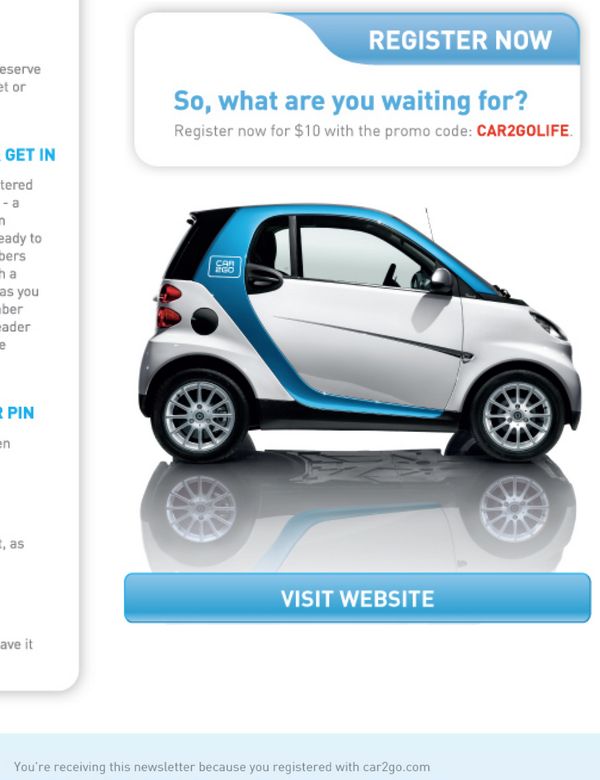 eserve
et or
GET IN
tered
- a
n
eady to
bers
h a
as you
ber
eader
e
PIN
en
t, as
ave it
REGISTER NOW
So, what are you waiting for?
Register now for $10 with the promo code: CAR2GOLIFE.
CAR
2GO
VISIT WEBSITE
You're receiving this newsletter because you registered with car2go.com